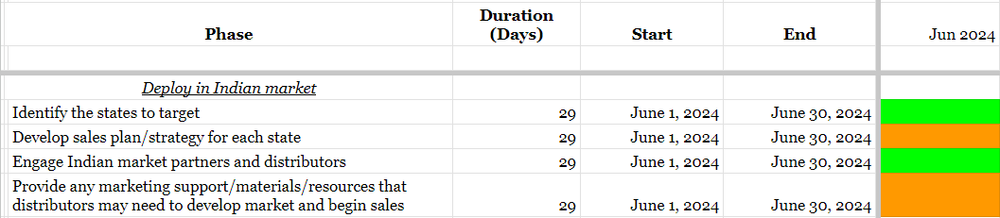 Phase Duration (Days) Start End Jun 2024
Deploy in Indian market
Identify the states to target 29 June 1, 2024 June 30, 2024
Develop sales plan/strategy for each state 29 June 1, 2024 June 30, 2024
Engage Indian market partners and distributors 29 June 1, 2024 June 30, 2024
Provide any marketing support/materials/resources that
distributors may need to develop market and begin sales 29 June 1, 2024 June 30, 2024